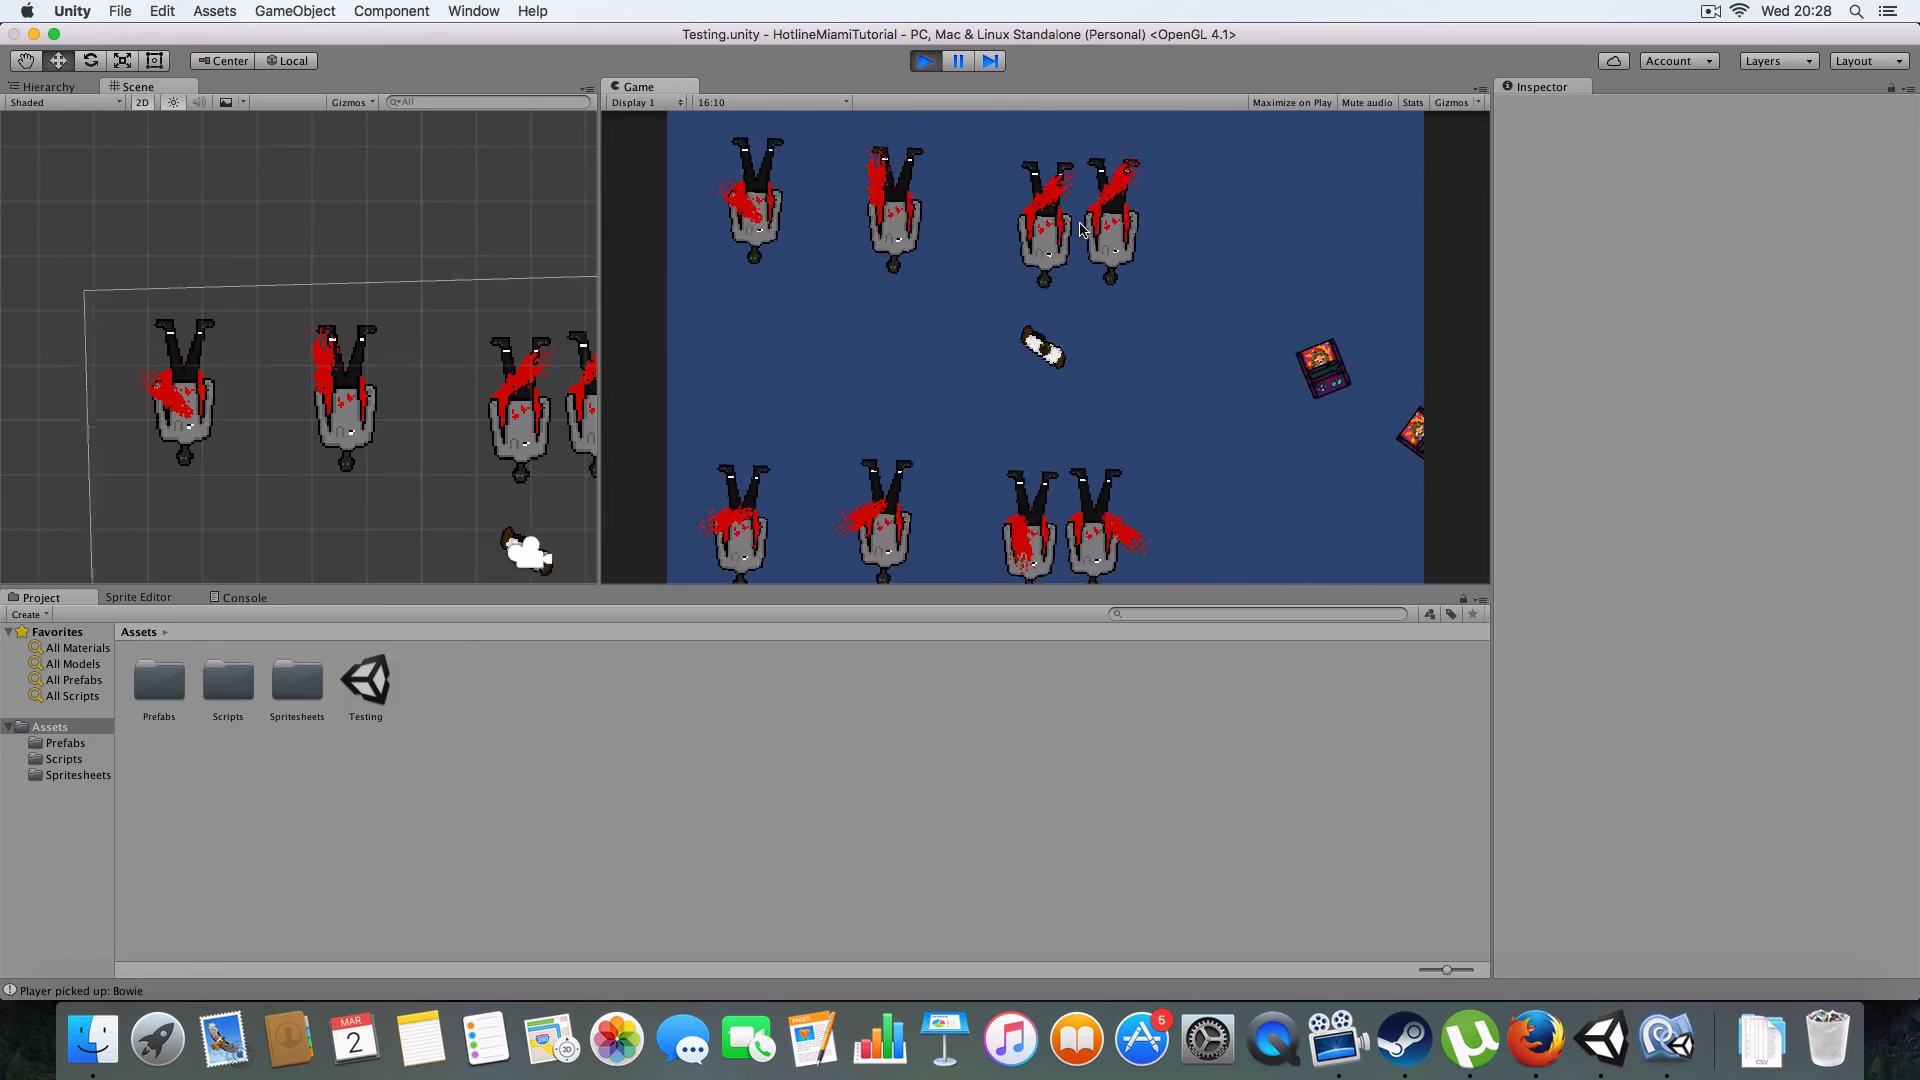 Unity File Edit Assets GameObject Component Window Help Wed 20:28
Testing.unity - HotlineMiamiTutorial - PC, Mac & Linux Standalone (Personal) <OpenGL 4.1>
Center Local Account Layers Layout
Hierarchy Scene Game Inspector
Shaded 2D Gizmos All Display 1 16:10 Maximize on Play Mute audio Stats Gizmos
Project Sprite Editor Console
Create
Favorites Assets
All Materials
All Models
All Prefabs
All Scripts
Prefabs Scripts Spritesheets Testing
Assets
Prefabs
Scripts
Spritesheets
Player picked up: Bowie
MAR
2
3D
5
CSV